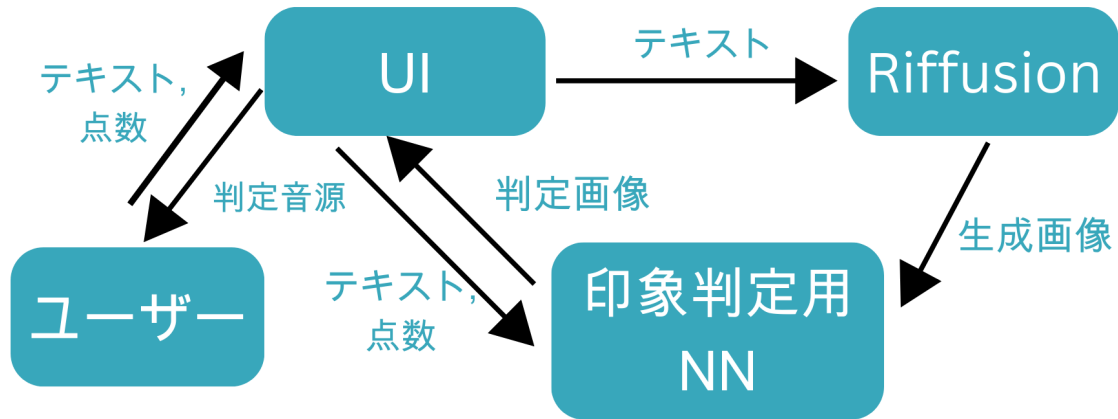 UI
テキスト
Riffusion
テキスト,
点数
判定音源
判定画像
生成画像
ユーザー
テキスト,
点数
印象判定用
NN